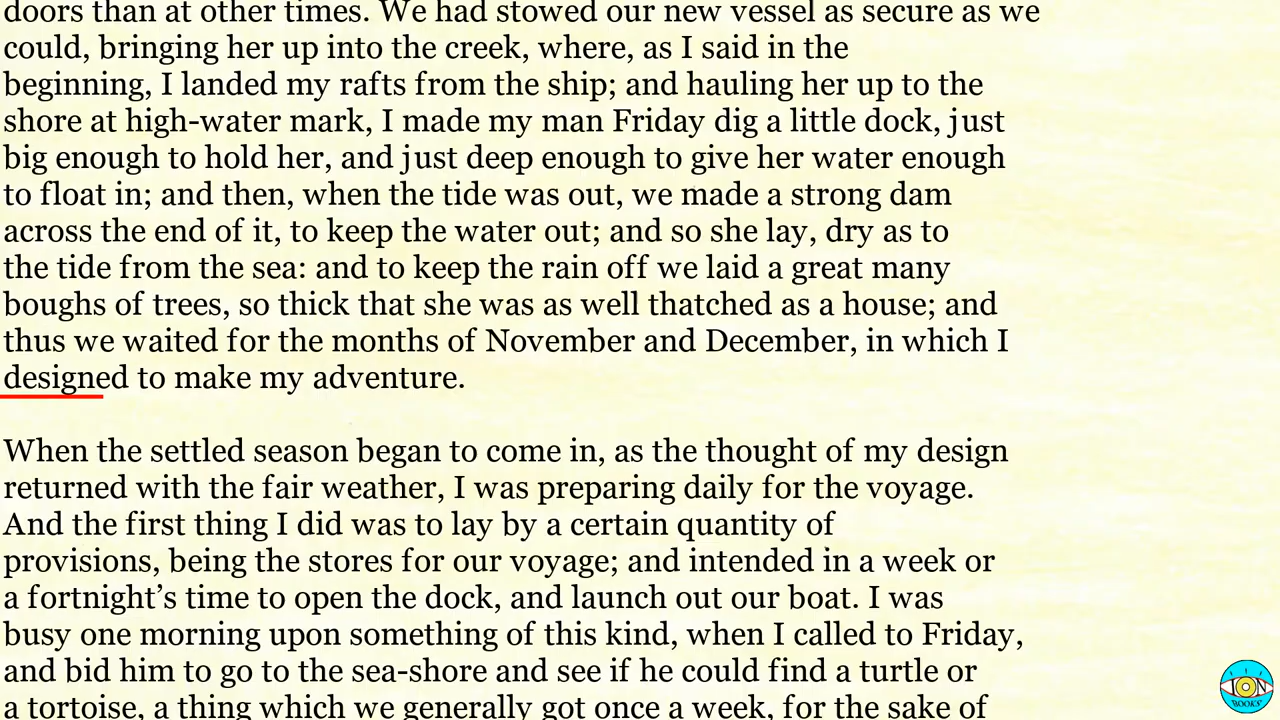 doors than at other times. We had stowed our new vessel as secure as we
could, bringing her up into the creek, where, as I said in the
beginning, I landed my rafts from the ship; and hauling her up to the
shore at high-water mark, I made my man Friday dig a little dock, just
big enough to hold her, and just deep enough to give her water enough
to float in; and then, when the tide was out, we made a strong dam
across the end of it, to keep the water out; and so she lay, dry as to
the tide from the sea: and to keep the rain off we laid a great many
boughs of trees, so thick that she was as well thatched as a house; and
thus we waited for the months of November and December, in which I
designed to make my adventure.
When the settled season began to come in, as the thought of my design
returned with the fair weather, I was preparing daily for the voyage.
And the first thing I did was to lay by a certain quantity of
provisions, being the stores for our voyage; and intended in a week or
a fortnight’s time to open the dock, and launch out our boat. I was
busy one morning upon something of this kind, when I called to Friday,
and bid him to go to the sea-shore and see if he could find a turtle or
a tortoise, a thing which we generally got once a week, for the sake of
ION
BOOKS